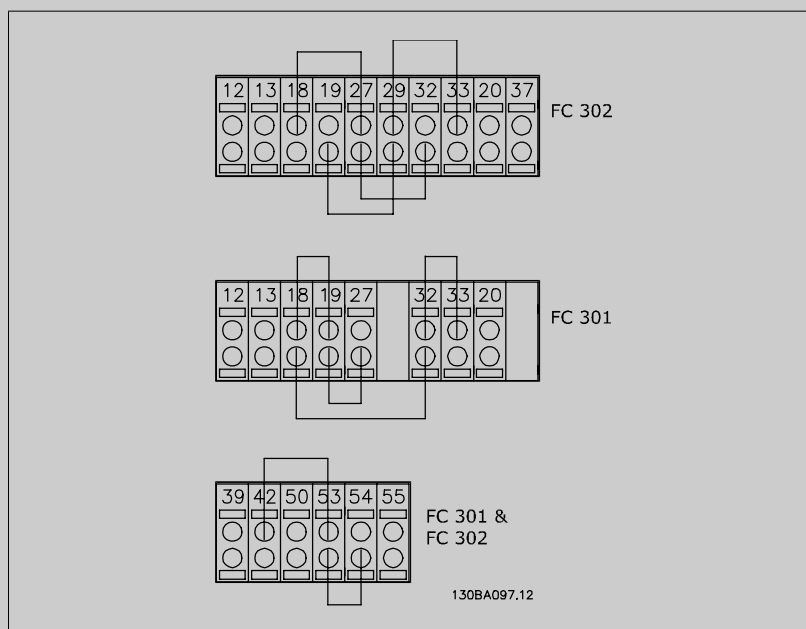 12 13 18 19 27 29 32 33 20 37
FC 302
12 13 18 19 27 32 33 20
FC 301
39 42 50 53 54 55
FC 301 &
FC 302
130BA097.12